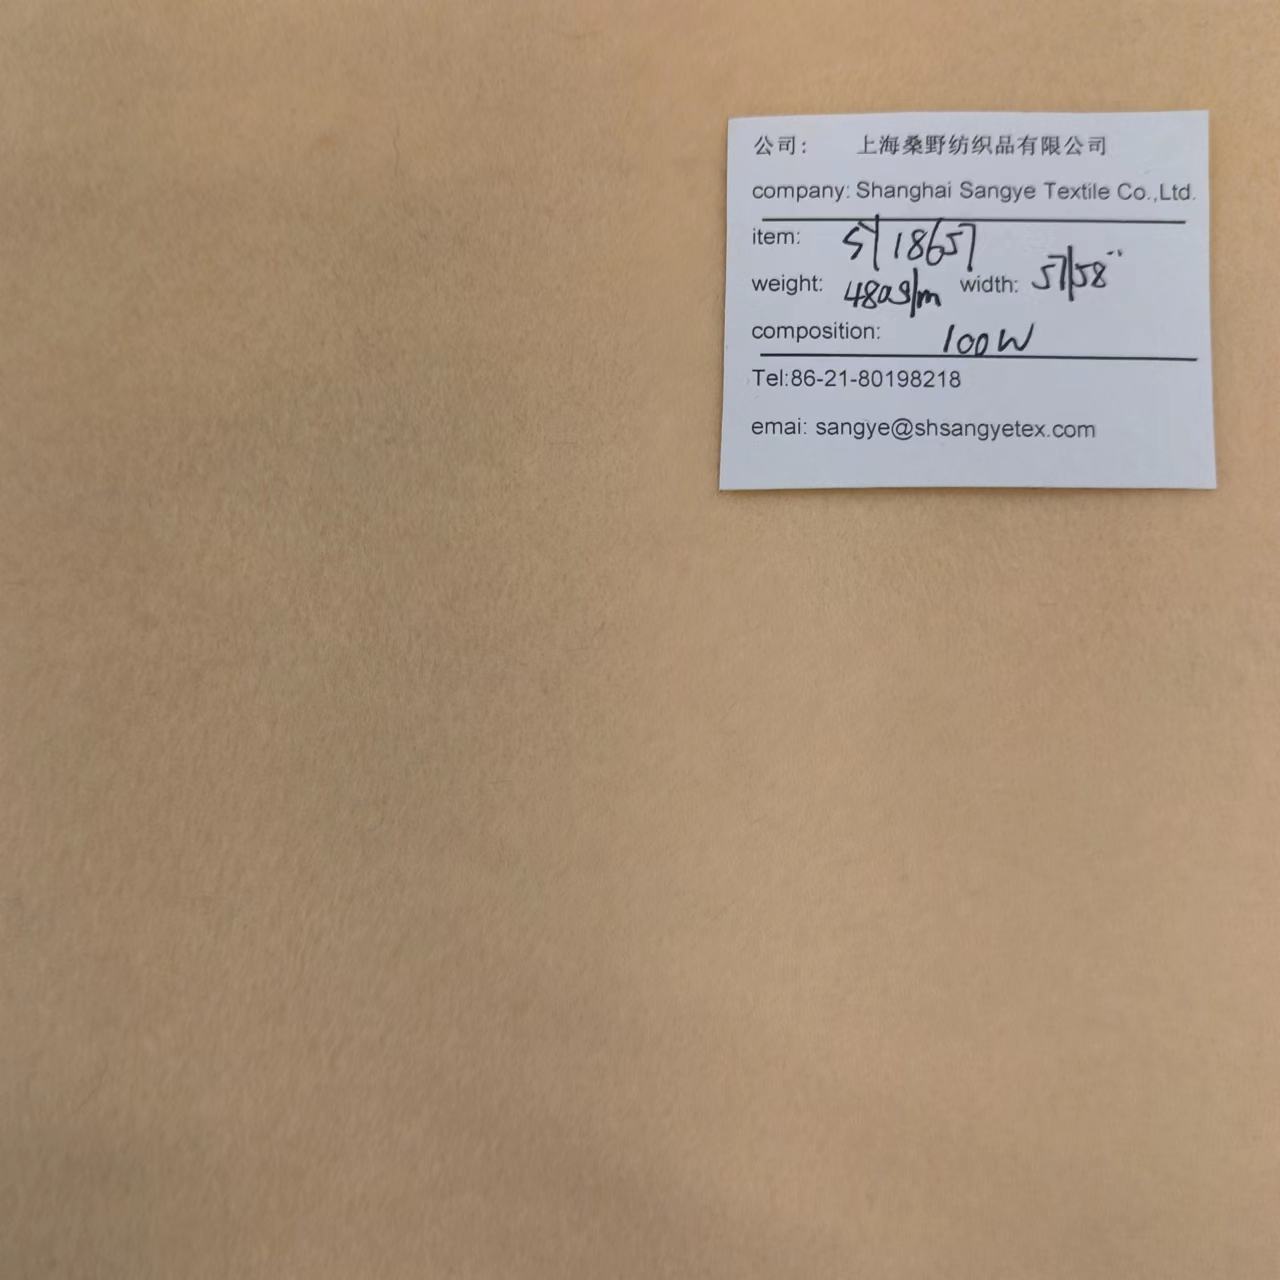 公司： 上海桑野纺织品有限公司
company: Shanghai Sangye Textile Co.,Ltd.
item: SY18657
weight: 480g/m width: 57/58"
composition: 100W
Tel:86-21-80198218
emai: sangye@shsangyetex.com